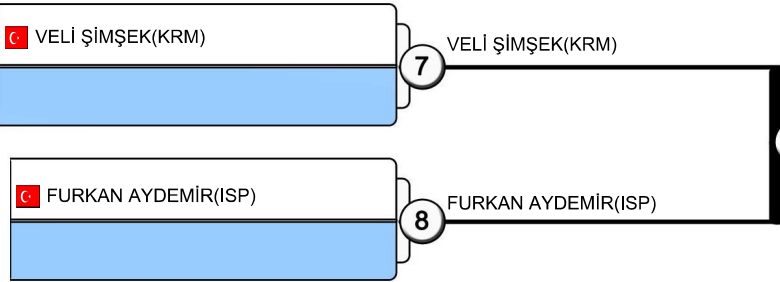 VELİ ŞİMŞEK(KRM)
7
VELİ ŞİMŞEK(KRM)
FURKAN AYDEMİR(ISP)
8
FURKAN AYDEMİR(ISP)